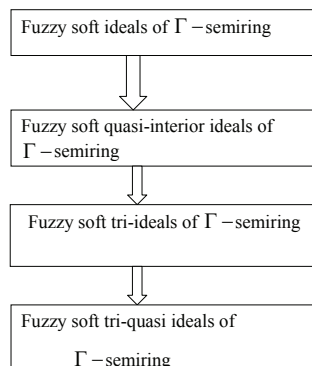 Fuzzy soft ideals of Γ−semiring
Fuzzy soft quasi-interior ideals of
Γ−semiring
Fuzzy soft tri-ideals of Γ−semiring
Fuzzy soft tri-quasi ideals of
Γ−semiring